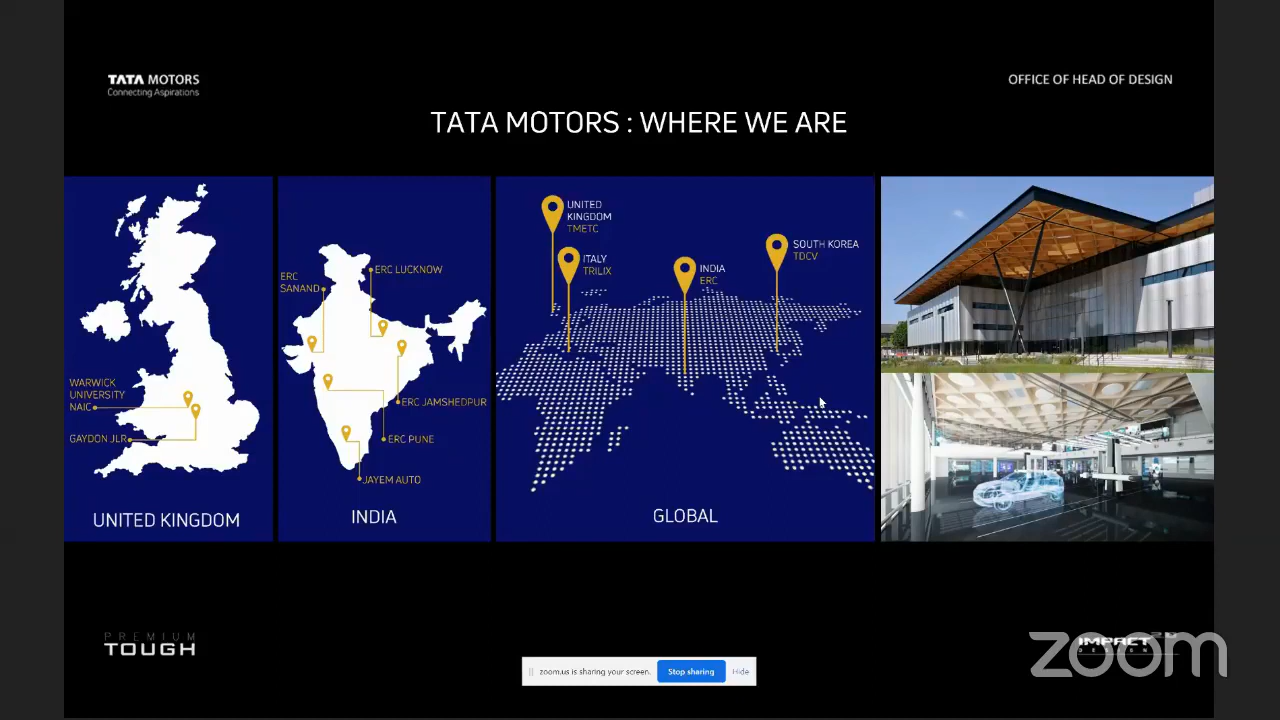 TATA MOTORS
Connecting Aspirations
OFFICE OF HEAD OF DESIGN
TATA MOTORS : WHERE WE ARE
WARWICK
UNIVERSITY
NAIC
GAYDON JLR
UNITED KINGDOM
ERC
SANAND
ERC LUCKNOW
ERC JAMSHEDPUR
ERC PUNE
JAYEM AUTO
INDIA
UNITED
KINGDOM
TMETC
ITALY
TRILIX
INDIA
ERC
SOUTH KOREA
TDCV
GLOBAL
PREMIUM
TOUGH
IMPACT
DESIGN
zoom
zoom.us is sharing your screen.
Stop sharing
Hide